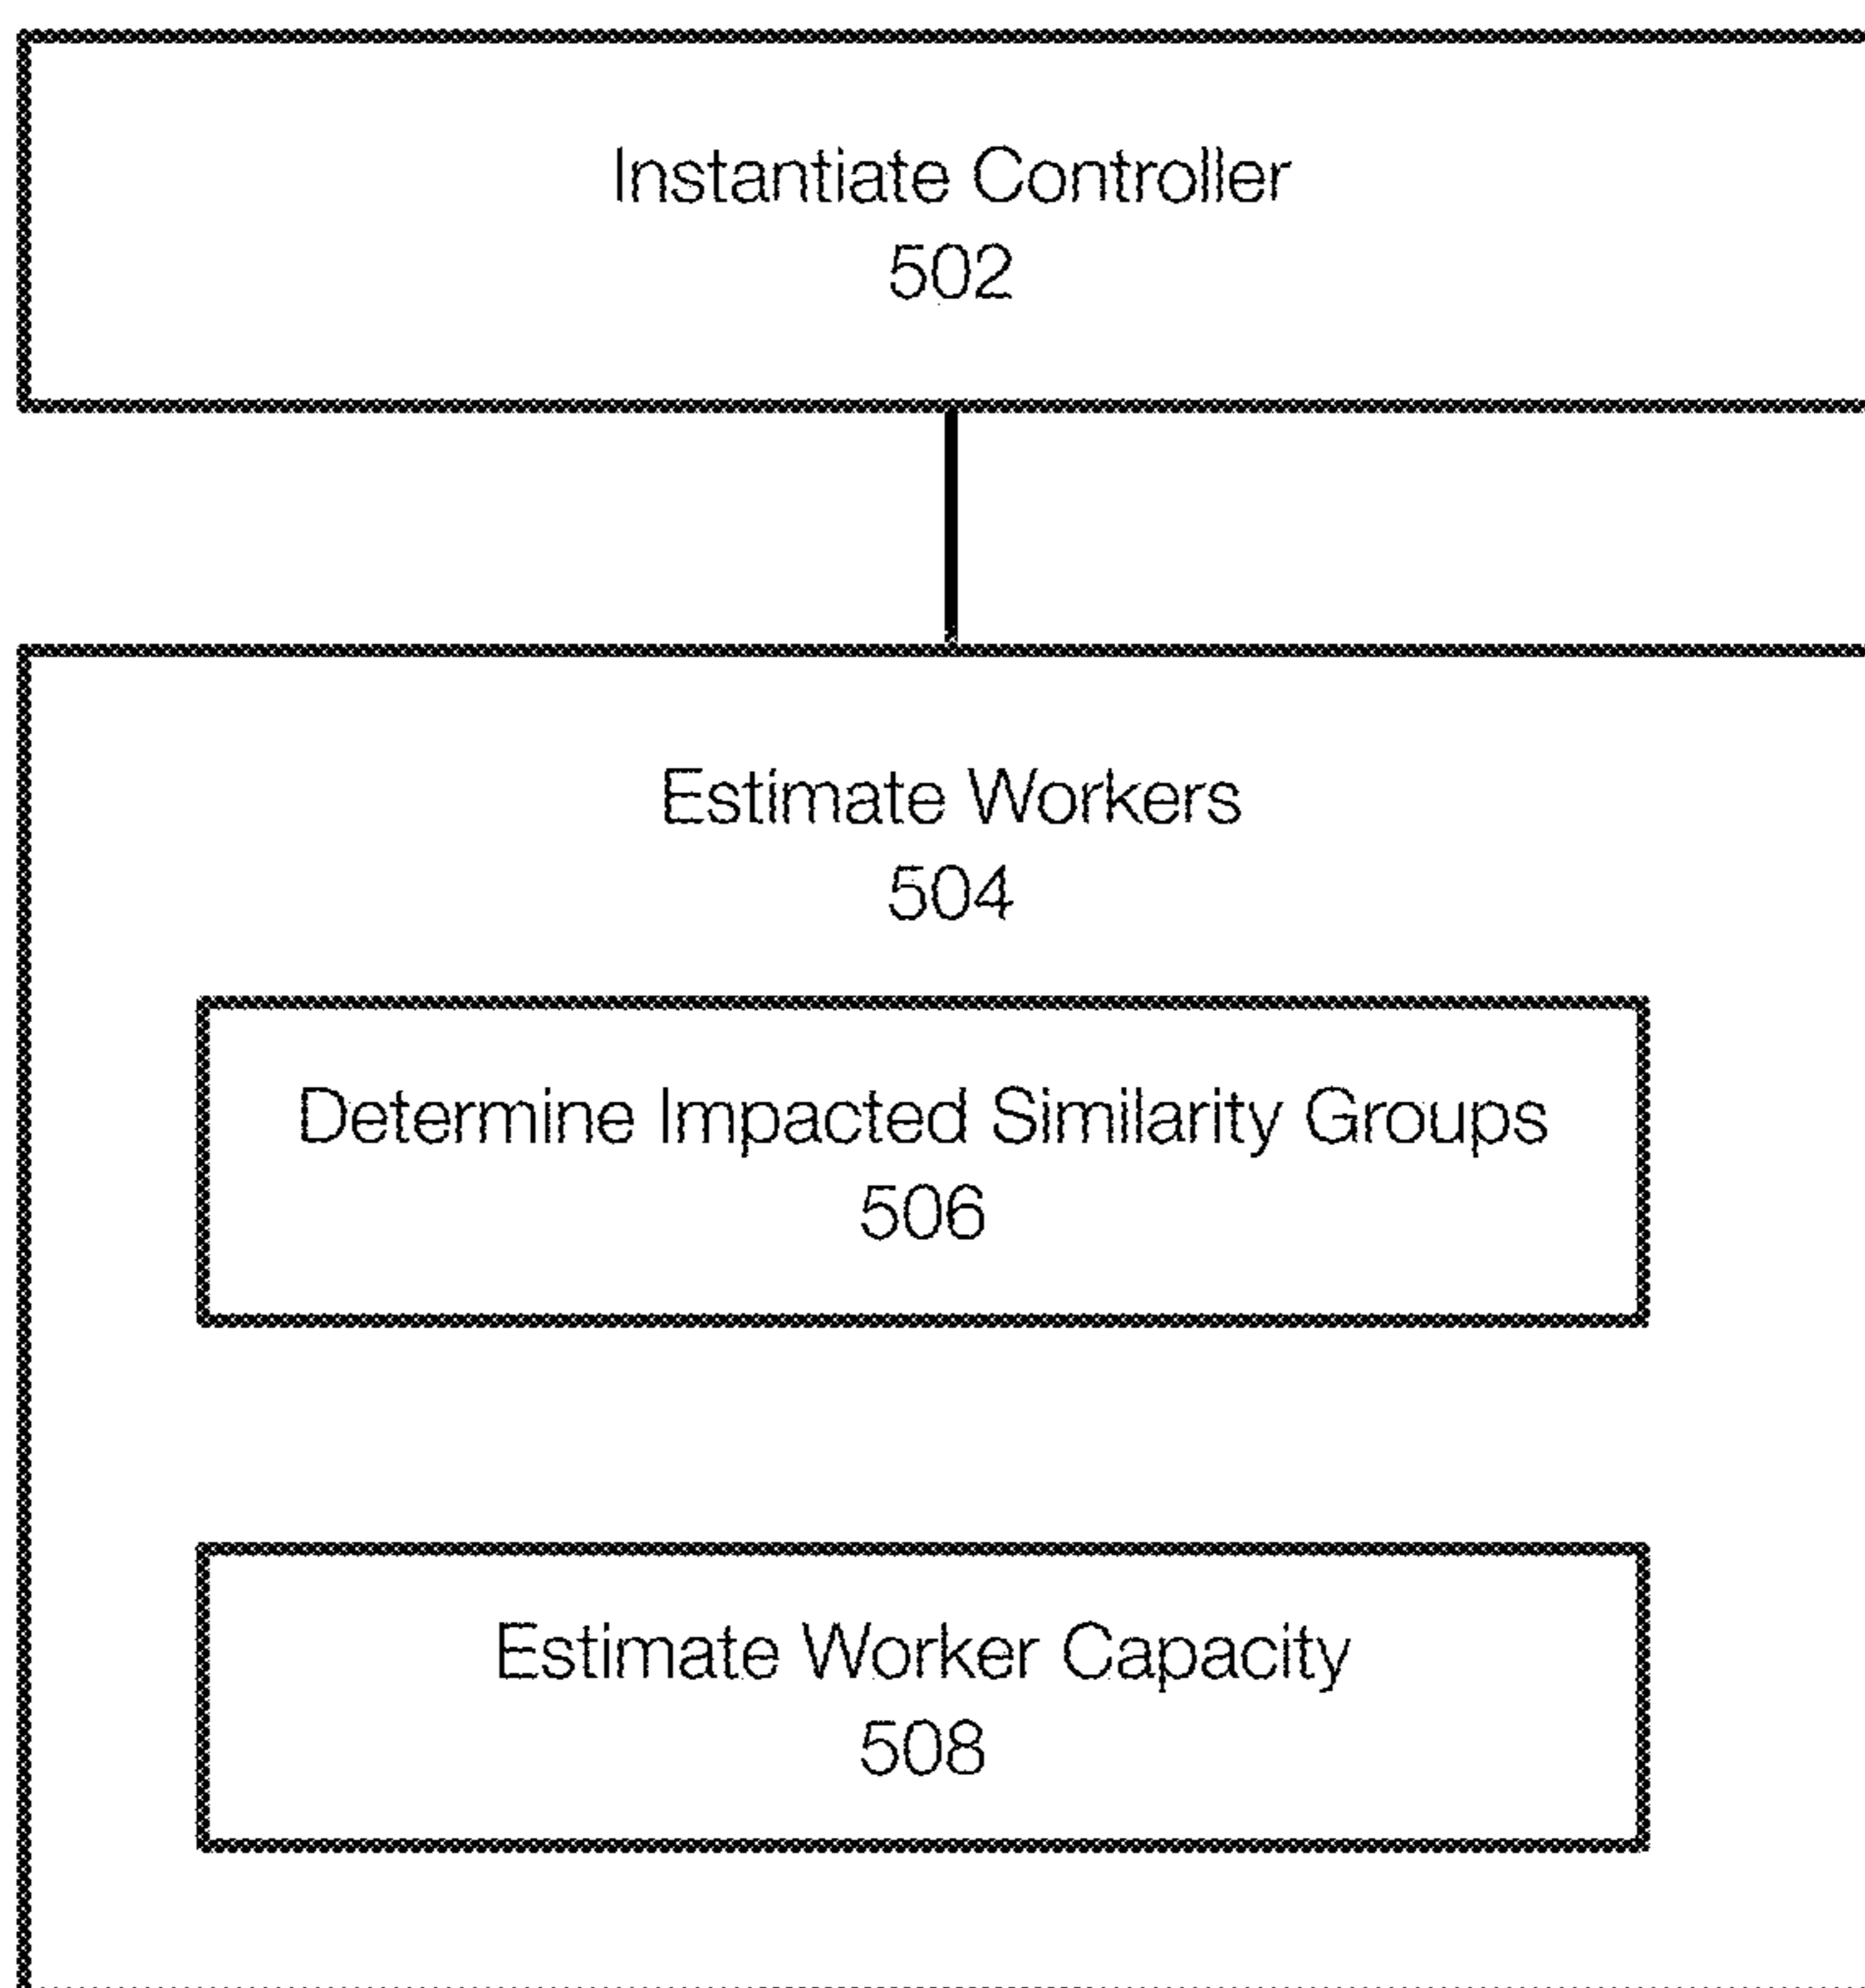 Instantiate Controller
502
Estimate Workers
504
Determine Impacted Similarity Groups
506
Estimate Worker Capacity
508